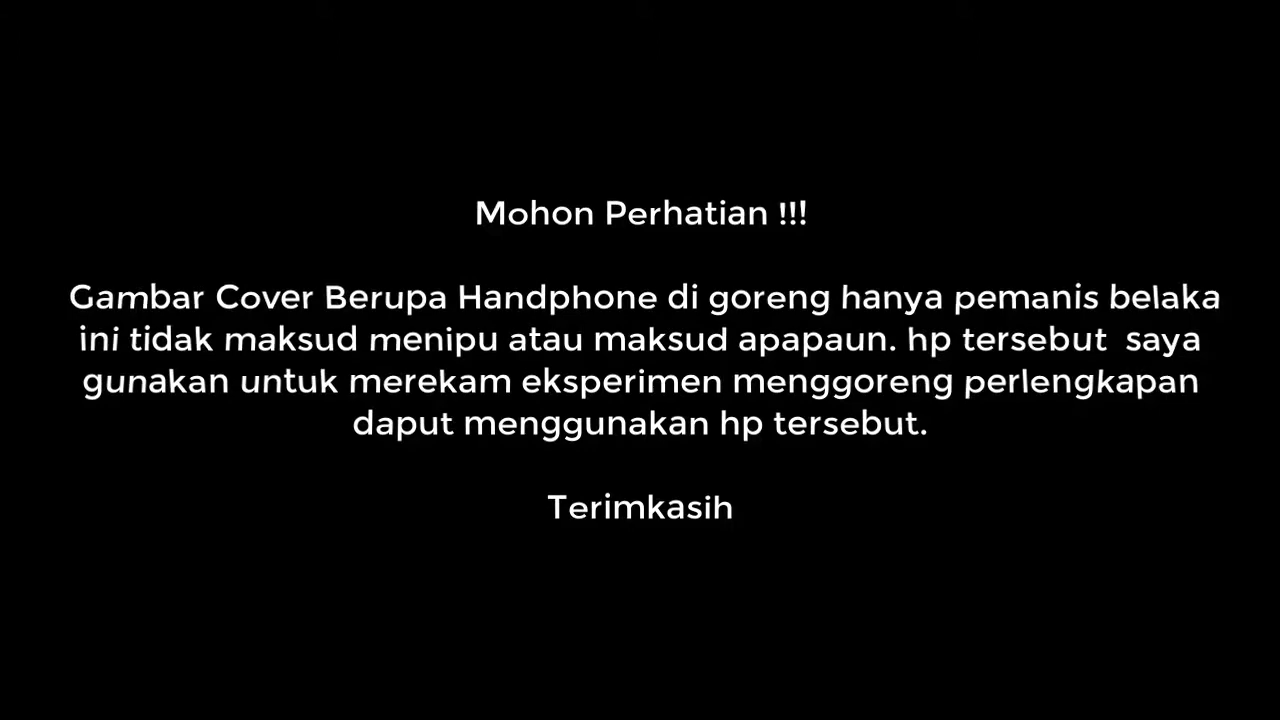 Mohon Perhatian !!!
Gambar Cover Berupa Handphone di goreng hanya pemanis belaka
ini tidak maksud menipu atau maksud apapaun. hp tersebut saya
gunakan untuk merekam eksperimen menggoreng perlengkapan
daput menggunakan hp tersebut.
Terimkasih